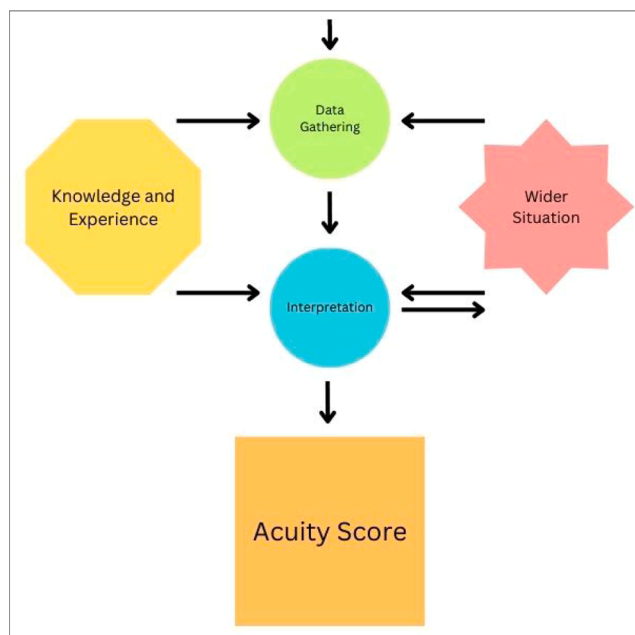 Data
Gathering
Knowledge and
Experience
Wider
Situation
Interpretation
Acuity Score